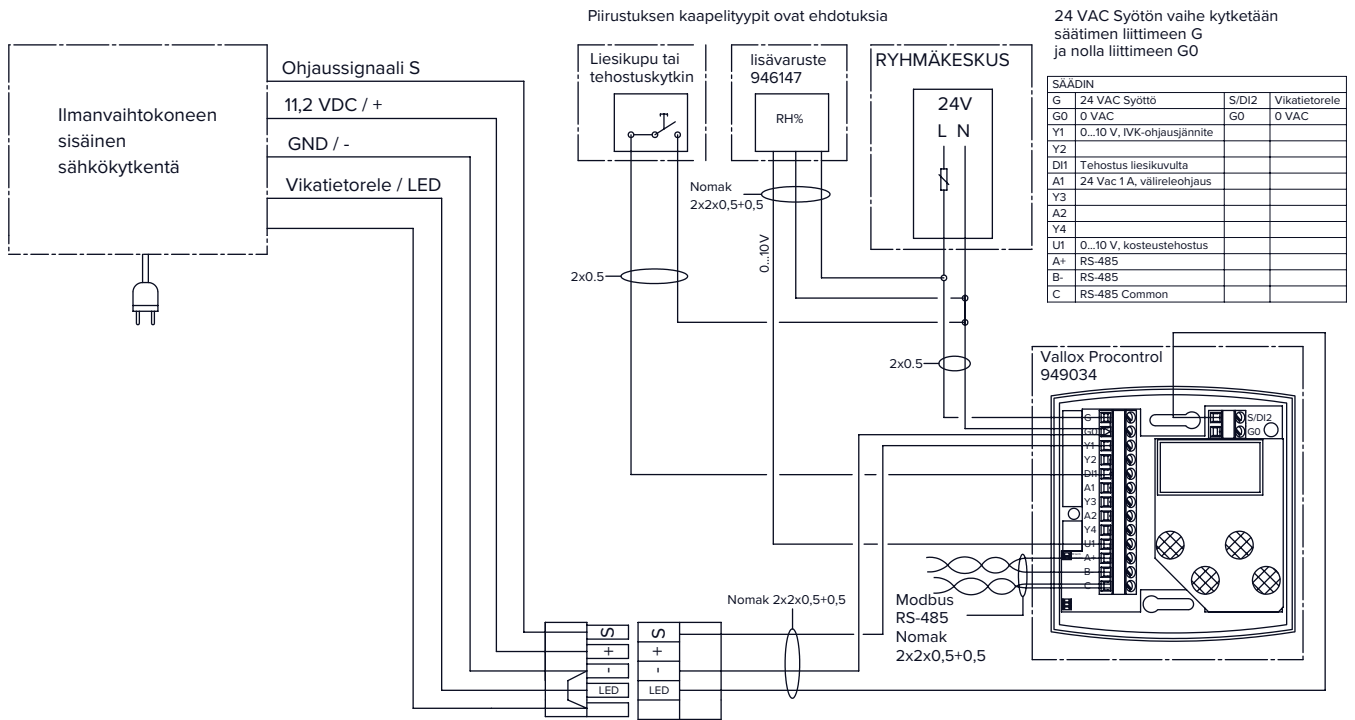 Piirustuksen kaapelityypit ovat ehdotuksia
24 VAC Syötön vaihe kytketään
säätimen liittimeen G
ja nolla liittimeen G0
Ilmanvaihtokoneen
sisäinen
sähkökytkentä
Ohjaussignaali S
11,2 VDC / +
GND / -
Vikatietorele / LED
Liesikupu tai
tehostuskytkin
lisävaruste
946147
RH%
RYHMÄKESKUS
24V
L N
Nomak
2x2x0,5+0,5
0...10V
2x0.5
2x0.5
SÄÄDIN
G 24 VAC Syöttö S/DI2 Vikatietorele
G0 0 VAC G0 0 VAC
Y1 0...10 V, IVK-ohjausjännite
Y2
DI1 Tehostus liesikuvulta
A1 24 Vac 1 A, välireleohjaus
Y3
A2
Y4
U1 0...10 V, kosteustehostus
A+ RS-485
B- RS-485
C RS-485 Common
Vallox Procontrol
949034
G
G0
Y1
Y2
DI1
A1
Y3
A2
Y4
U1
A+
B-
C
S/DI2
G0
Modbus
RS-485
Nomak
2x2x0,5+0,5
Nomak 2x2x0,5+0,5
S
+
-
LED
S
+
-
LED